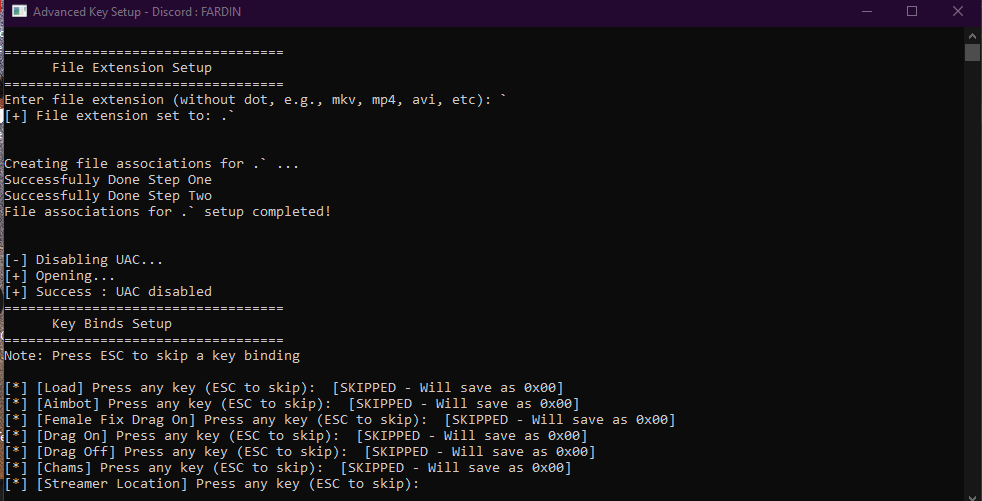 Advanced Key Setup - Discord : FARDIN
===================================
File Extension Setup
===================================
Enter file extension (without dot, e.g., mkv, mp4, avi, etc): `
[+] File extension set to: .`
Creating file associations for .` ...
Successfully Done Step One
Successfully Done Step Two
File associations for .` setup completed!
[-] Disabling UAC...
[+] Opening...
[+] Success : UAC disabled
===================================
Key Binds Setup
===================================
Note: Press ESC to skip a key binding
[*] [Load] Press any key (ESC to skip):  [SKIPPED - Will save as 0x00]
[*] [Aimbot] Press any key (ESC to skip):  [SKIPPED - Will save as 0x00]
[*] [Female Fix Drag On] Press any key (ESC to skip):  [SKIPPED - Will save as 0x00]
[*] [Drag On] Press any key (ESC to skip):  [SKIPPED - Will save as 0x00]
[*] [Drag Off] Press any key (ESC to skip):  [SKIPPED - Will save as 0x00]
[*] [Chams] Press any key (ESC to skip):  [SKIPPED - Will save as 0x00]
[*] [Streamer Location] Press any key (ESC to skip):